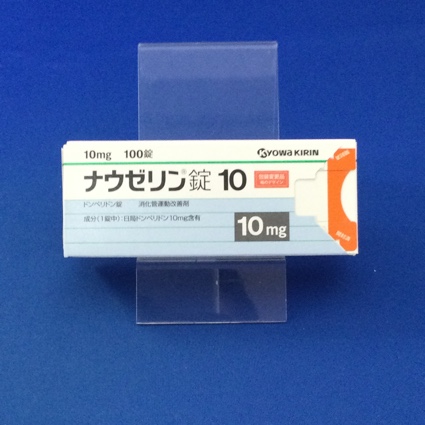 10mg 100錠
KYOWA KIRIN
ナウゼリン®錠 10
ドンペリドン錠 消化管運動改善剤
成分(1錠中):日局ドンペリドン10mg含有
10mg